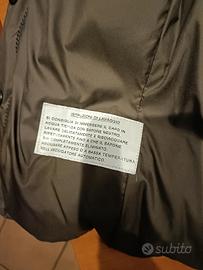 ISTRUZIONI DI LAVAGGIO
SI CONSIGLIA DI IMMERGERE IL CAPO IN
ACQUA TIEPIDA CON SAPONE NEUTRO.
LAVARE DELICATAMENTE E RISCIACQUARE
RIPETUTAMENTE FINO A CHE IL SAPONE
SIA COMPLETAMENTE ELIMINATO.
ASCIUGARE APPESO O A BASSA TEMPERATURA
NELL'ASCIUGATORE AUTOMATICO.
subito